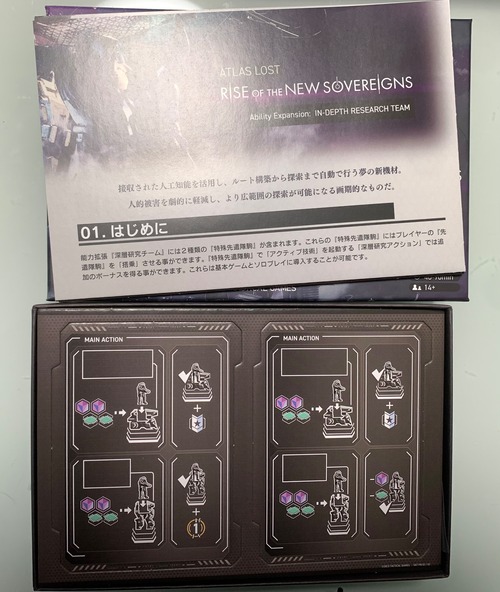 ATLAS LOST
RISE OF THE NEW SOVEREIGNS
Ability Expansion: IN-DEPTH RESEARCH TEAM
接収された人工知能を活用し、ルート構築から探索まで自動で行う夢の新機材。
人的被害を劇的に軽減し、より広範囲の探索が可能になる画期的なものだ。
01. はじめに
能力拡張『深層研究チーム』には2種類の『特殊先遣隊駒』が含まれます。これらの『特殊先遣隊駒』にはプレイヤーの『先
遣隊駒』を「搭乗」させる事ができます。『特殊先遣隊駒』で「アクティブ技術」を起動する「深層研究アクション」では追
加のボーナスを得る事ができます。これらは基本ゲームとソロプレイに導入することが可能です。
GAMES
14+
MAIN ACTION
MAIN ACTION
1